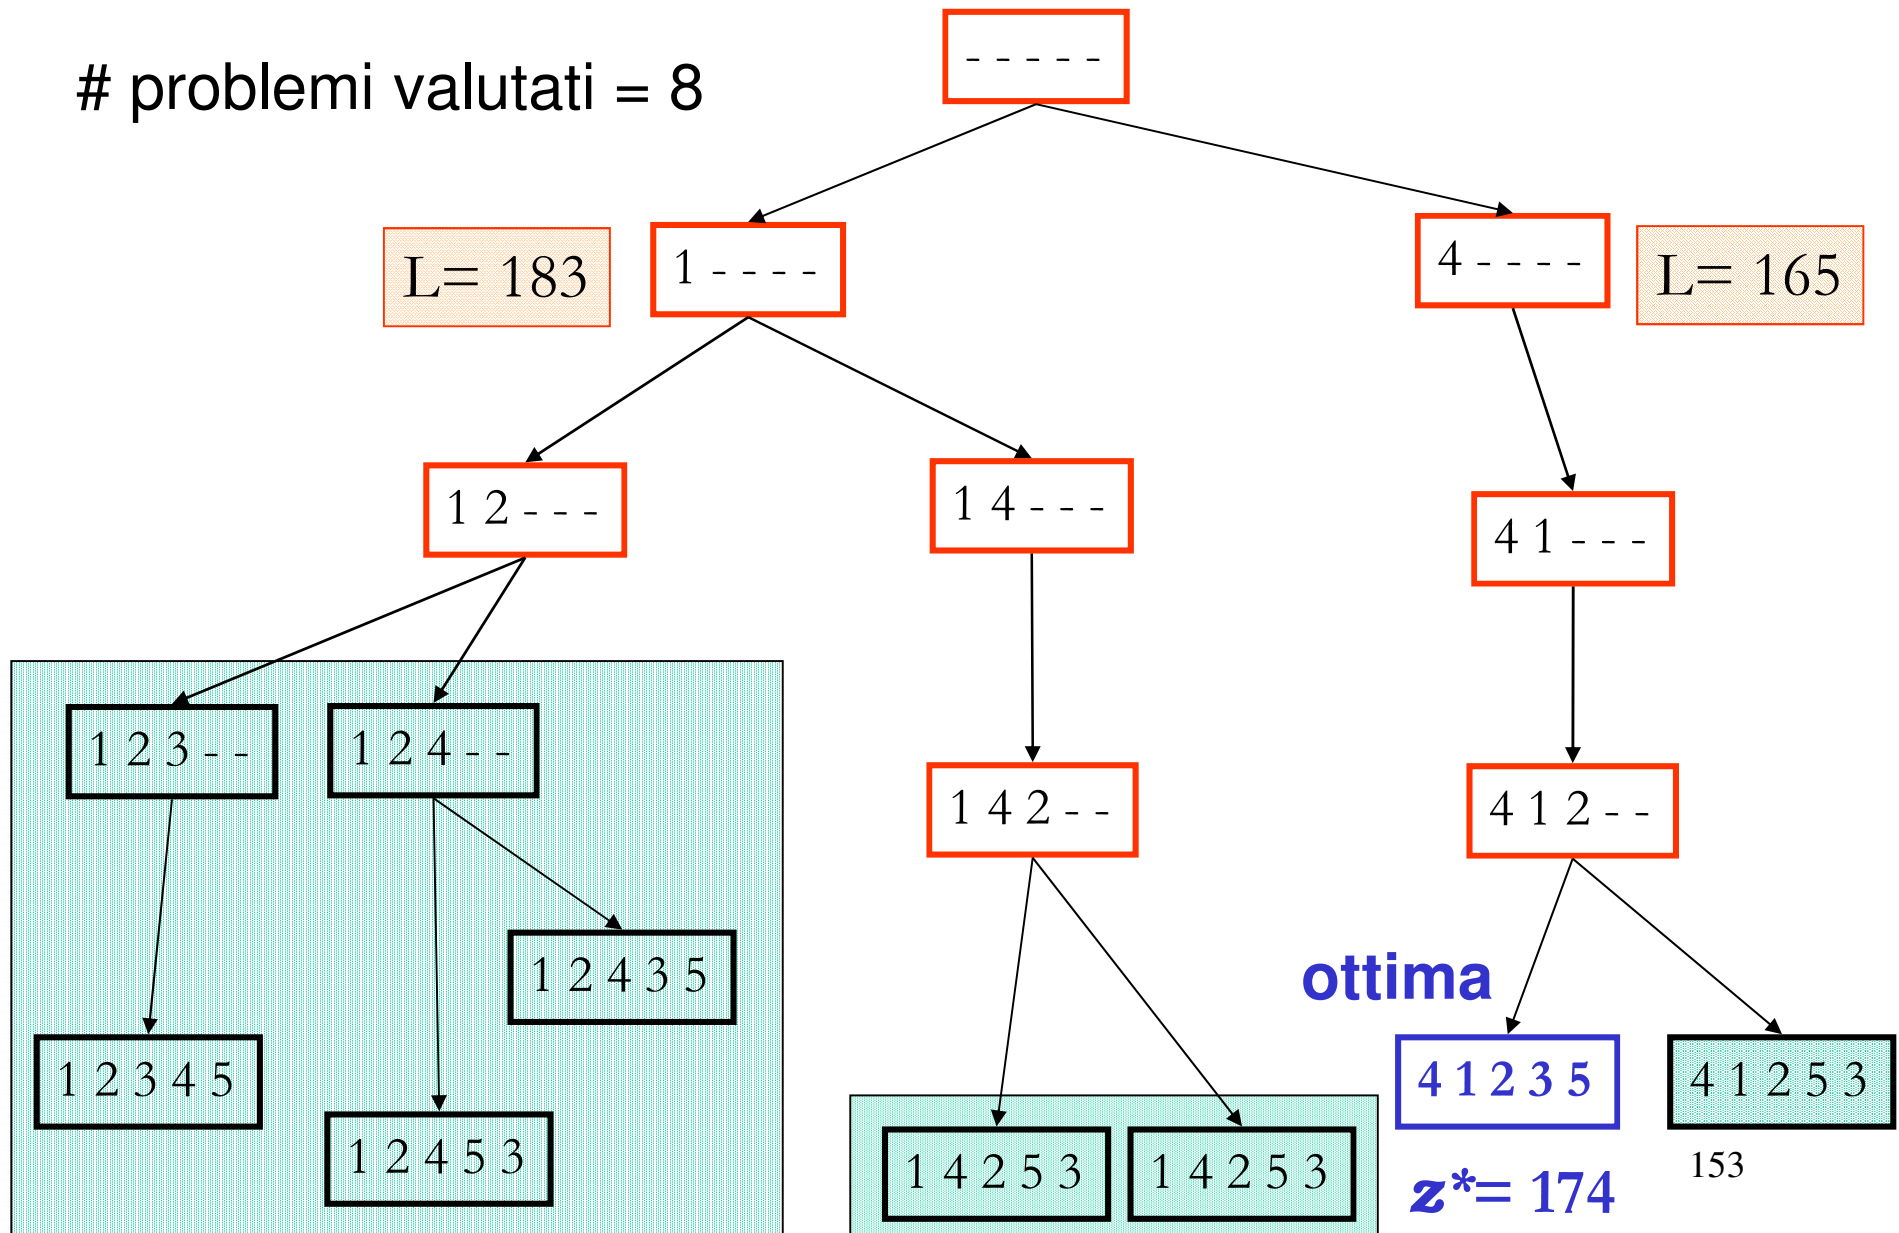 - - - - -
# problemi valutati = 8
L= 183
1 - - - -
4 - - - -
L= 165
1 2 - - -
1 4 - - -
4 1 - - -
1 2 3 - -
1 2 4 - -
1 4 2 - -
4 1 2 - -
1 2 4 3 5
ottima
1 2 3 4 5
4 1 2 3 5
4 1 2 5 3
1 2 4 5 3
1 4 2 5 3
1 4 2 5 3
153
z*= 174